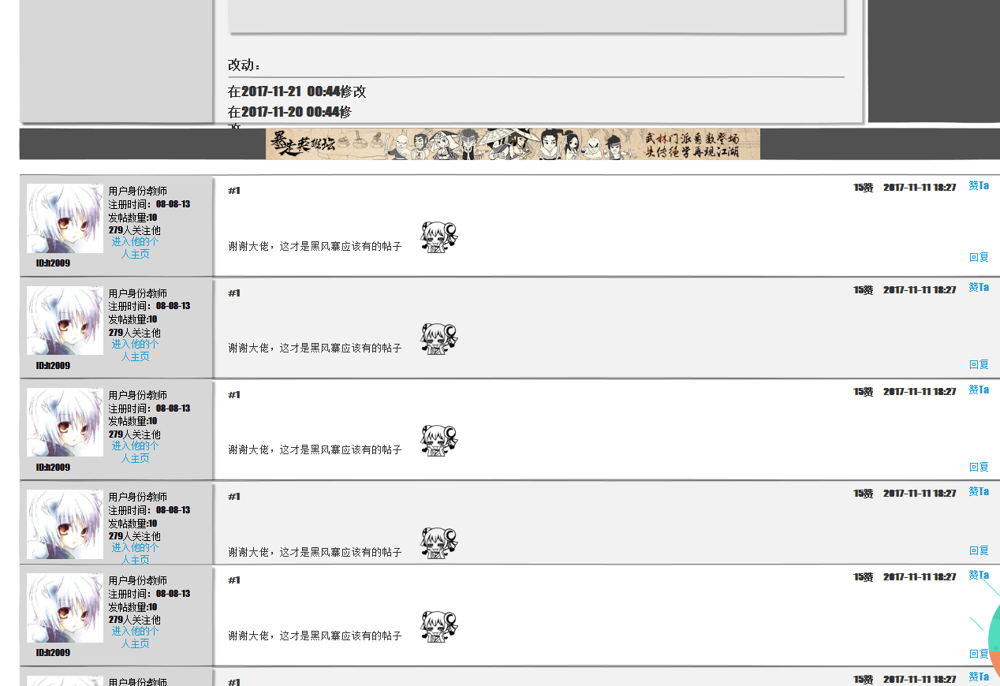 改动：
在2017-11-21 00:44修改
在2017-11-20 00:44修
改
暴走英雄坛
武林门派悉数登场
失传绝学再现江湖
用户身份:教师
注册时间：08-08-13
发帖数量:10
279人关注他
进入他的个
人主页
ID:h2009
#1
15赞 2017-11-11 18:27 赞Ta
谢谢大佬，这才是黑风寨应该有的帖子
回复
用户身份:教师
注册时间：08-08-13
发帖数量:10
279人关注他
进入他的个
人主页
ID:h2009
#1
15赞 2017-11-11 18:27 赞Ta
谢谢大佬，这才是黑风寨应该有的帖子
回复
用户身份:教师
注册时间：08-08-13
发帖数量:10
279人关注他
进入他的个
人主页
ID:h2009
#1
15赞 2017-11-11 18:27 赞Ta
谢谢大佬，这才是黑风寨应该有的帖子
回复
用户身份:教师
注册时间：08-08-13
发帖数量:10
279人关注他
进入他的个
人主页
#1
15赞 2017-11-11 18:27 赞Ta
谢谢大佬，这才是黑风寨应该有的帖子
回复
用户身份:教师
注册时间：08-08-13
发帖数量:10
279人关注他
进入他的个
人主页
ID:h2009
#1
15赞 2017-11-11 18:27 赞Ta
谢谢大佬，这才是黑风寨应该有的帖子
回复
用户身份:教师
#1
15赞 2017-11-11 18:27 赞Ta